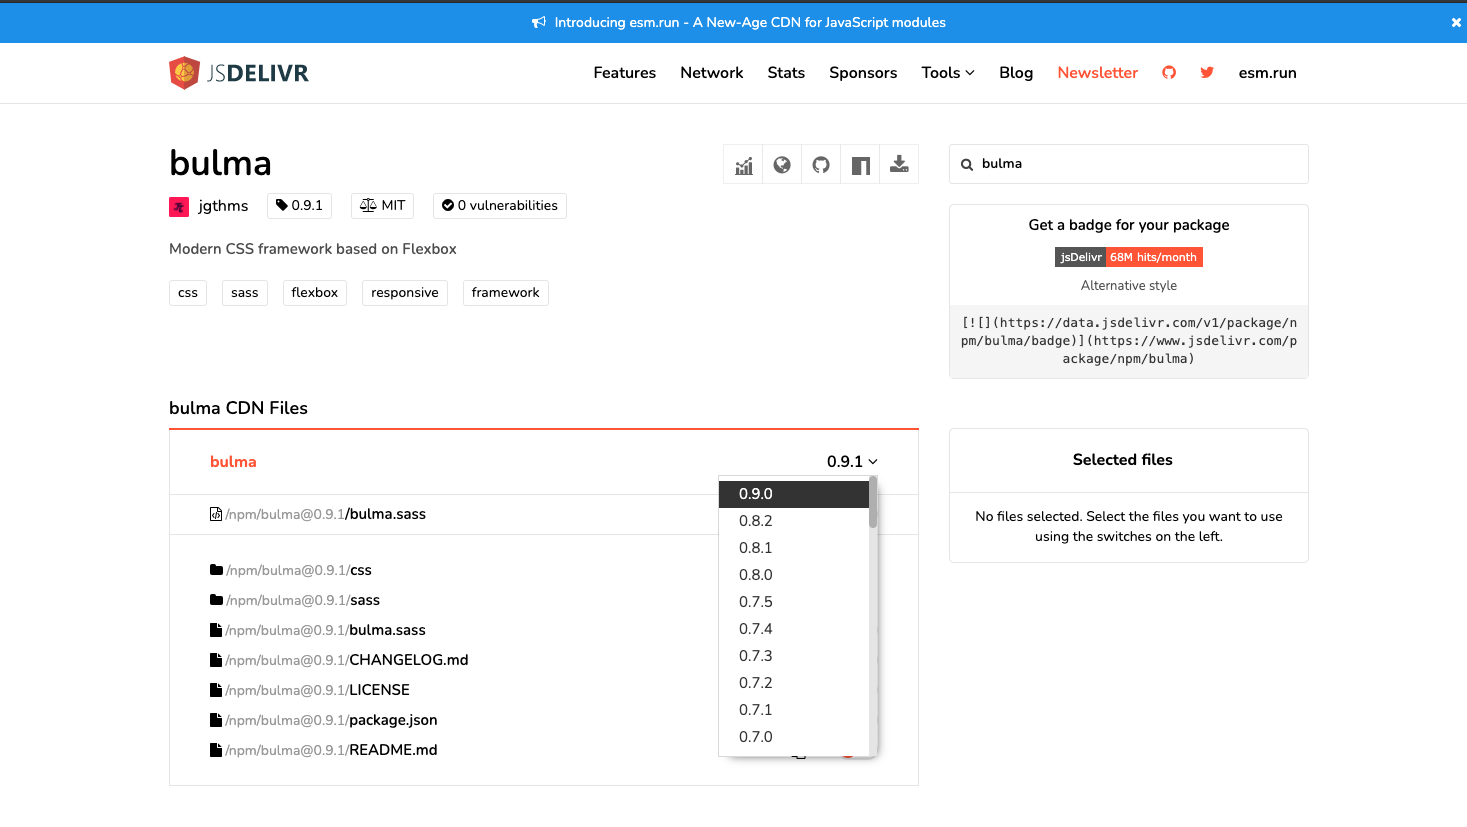 Introducing esm.run - A New-Age CDN for JavaScript modules
JSDELIVR
Features Network Stats Sponsors Tools Blog Newsletter esm.run
bulma
bulma
jgthms 0.9.1 MIT 0 vulnerabilities
Modern CSS framework based on Flexbox
css sass flexbox responsive framework
Get a badge for your package
jsDelivr 68M hits/month
Alternative style
[![](https://data.jsdelivr.com/v1/package/n
pm/bulma/badge)](https://www.jsdelivr.com/p
ackage/npm/bulma)
bulma CDN Files
bulma 0.9.1
/npm/bulma@0.9.1/bulma.sass
/npm/bulma@0.9.1/css
/npm/bulma@0.9.1/sass
/npm/bulma@0.9.1/bulma.sass
/npm/bulma@0.9.1/CHANGELOG.md
/npm/bulma@0.9.1/LICENSE
/npm/bulma@0.9.1/package.json
/npm/bulma@0.9.1/README.md
0.9.0
0.8.2
0.8.1
0.8.0
0.7.5
0.7.4
0.7.3
0.7.2
0.7.1
0.7.0
Selected files
No files selected. Select the files you want to use
using the switches on the left.